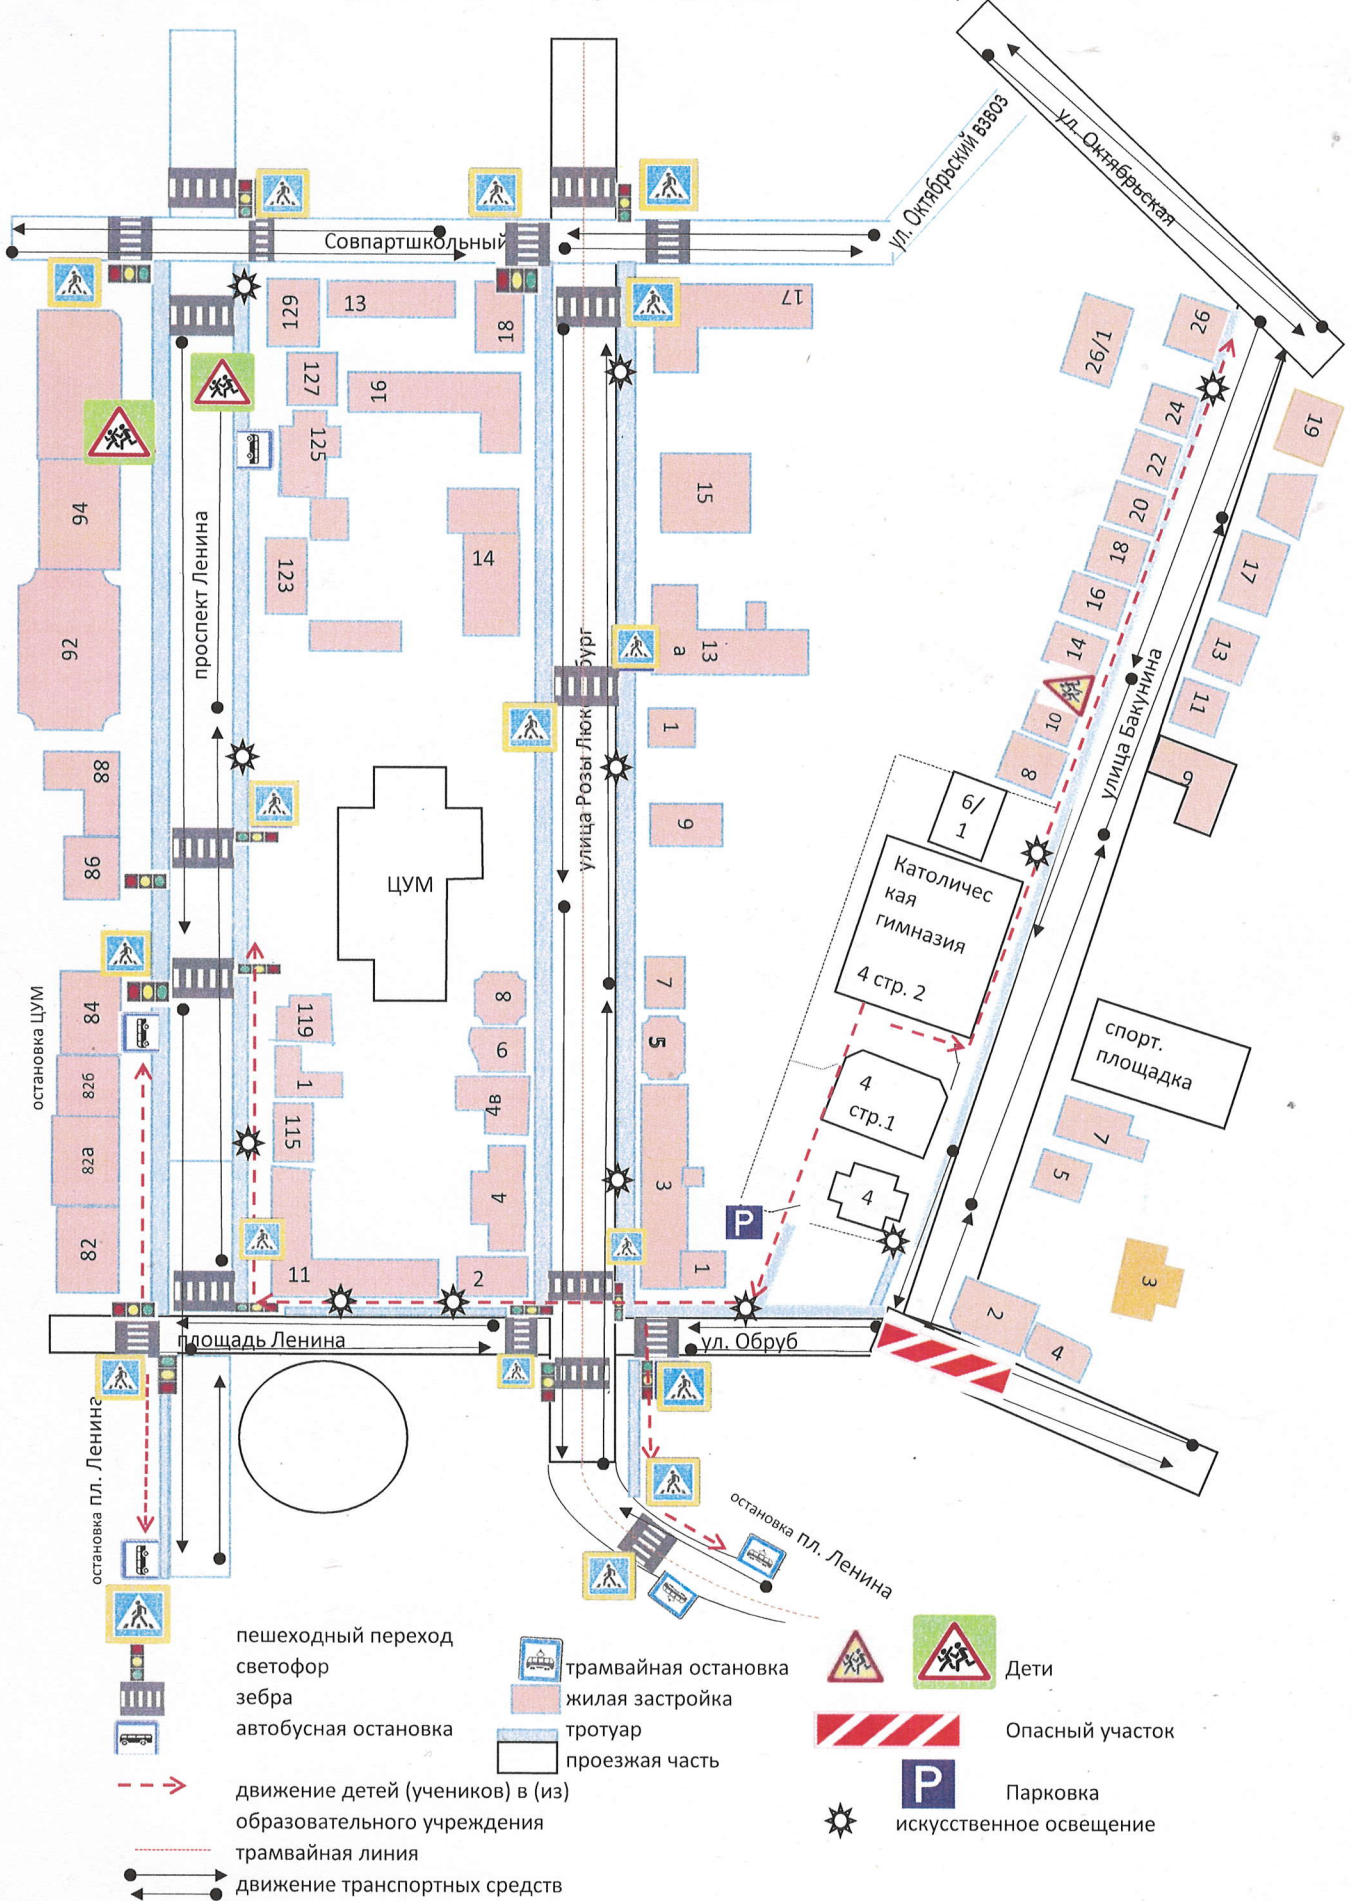 ул. Октябрьская
ул. Октябрьский взвоз
Совпартшкольный
129
13
18
17
26
26/1
127
16
24
19
125
22
94
15
20
проспект Ленина
123
14
18
17
16
92
а
13
14
13
улица Розы Люк
бург
10
11
1
8
улица Бакунина
88
9
6/
1
86
ЦУМ
Католичес
кая
гимназия
4 стр. 2
84
119
8
7
спорт.
площадка
остановка ЦУМ
6
5
826
1
4
стр.1
4в
115
7
82а
5
3
4
4
P
82
11
2
1
3
2
площадь Ленина
ул. Обруб
4
остановка пл. Ленина
остановка пл. Ленина
пешеходный переход
светофор
зебра
автобусная остановка
движение детей (учеников) в (из)
образовательного учреждения
трамвайная линия
движение транспортных средств
трамвайная остановка
жилая застройка
тротуар
проезжая часть
Дети
Опасный участок
P
Парковка
искусственное освещение